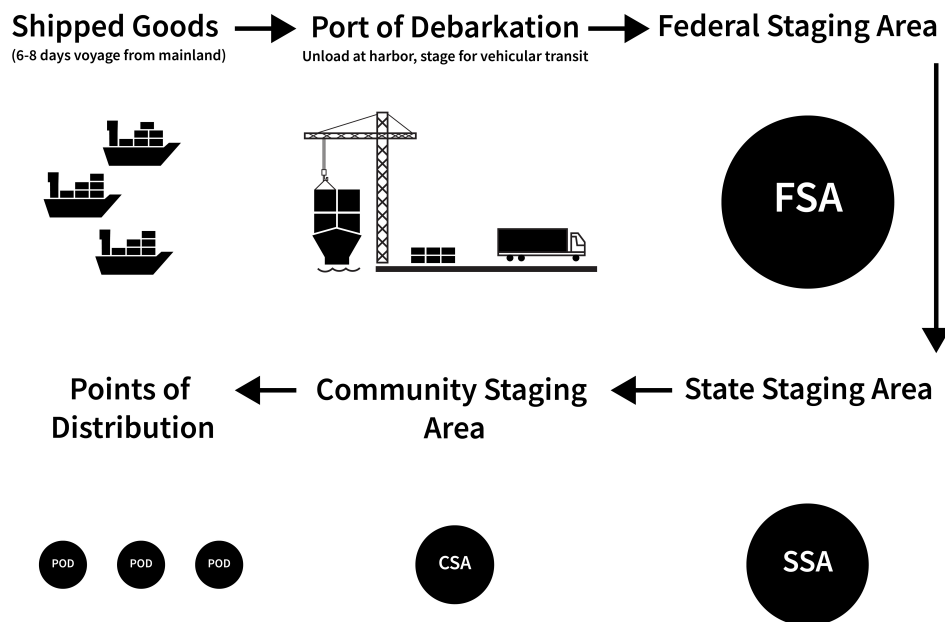 Shipped Goods
(6-8 days voyage from mainland)
Port of Debarkation
Unload at harbor, stage for vehicular transit
Federal Staging Area
FSA
Points of
Distribution
Community Staging
Area
State Staging Area
POD
POD
POD
CSA
SSA